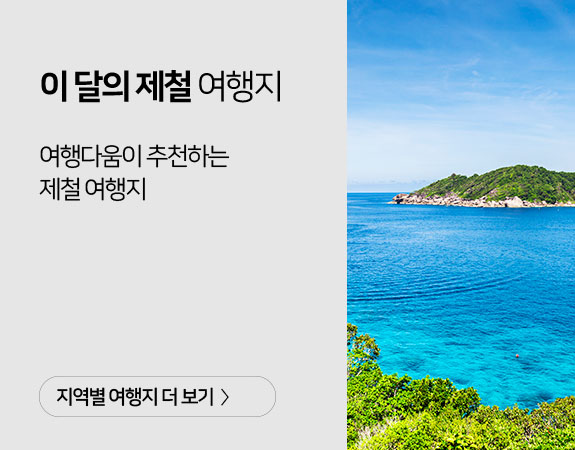 이 달의 제철 여행지
여행다움이 추천하는
제철 여행지
지역별 여행지 더 보기 〉